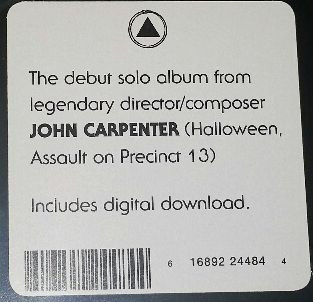 The debut solo album from
legendary director/composer
JOHN CARPENTER (Halloween,
Assault on Precinct 13)
Includes digital download.
6 16892 24484 4